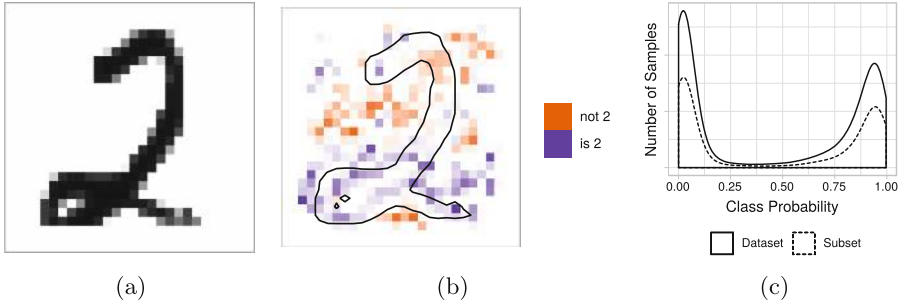 not 2
is 2
Number of Samples
0.00 0.25 0.50 0.75 1.00
Class Probability
Dataset Subset
(a) (b) (c)